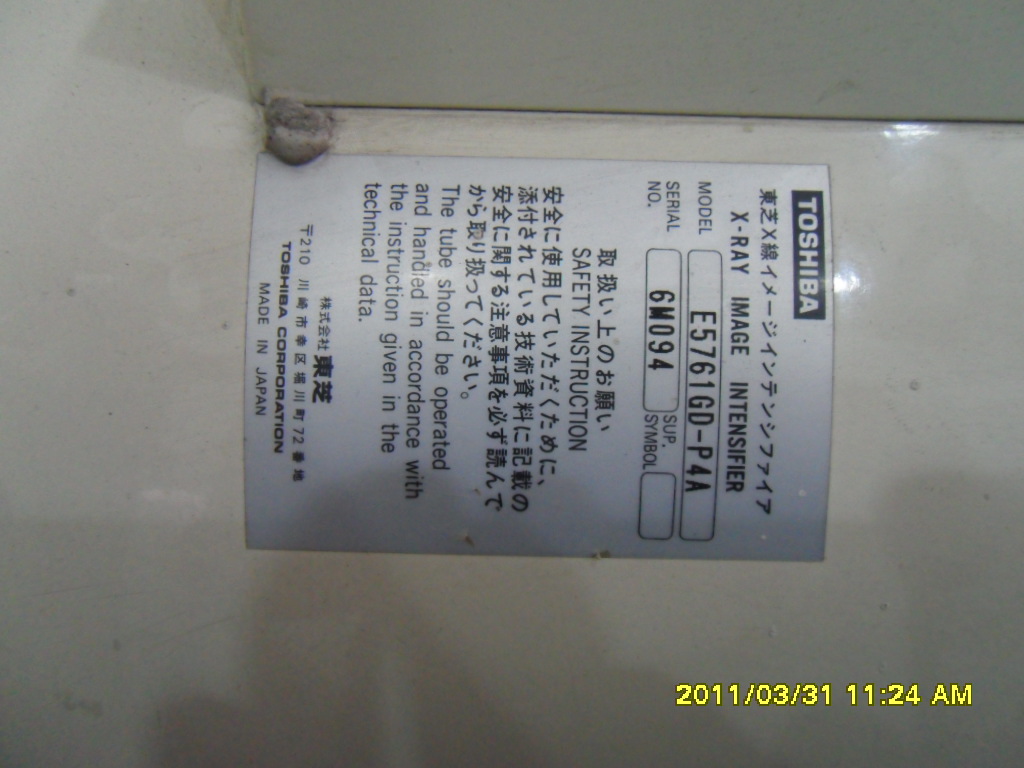 TOSHIBA
東芝X線イメージインテンシファイア
X-RAY IMAGE INTENSIFIER
MODEL E5761GD-P4A
SERIAL NO. 6M094 SUP. SYMBOL
取扱い上のお願い
SAFETY INSTRUCTION
安全に使用していただくために、
添付されている技術資料に記載の
安全に関する注意事項を必ず読んで
から取り扱ってください。
The tube should be operated
and handled in accordance with
the instruction given in the
technical data.
株式会社 東芝
〒210 川崎市幸区堀川町72番地
TOSHIBA CORPORATION
MADE IN JAPAN
2011/03/31 11:24 AM